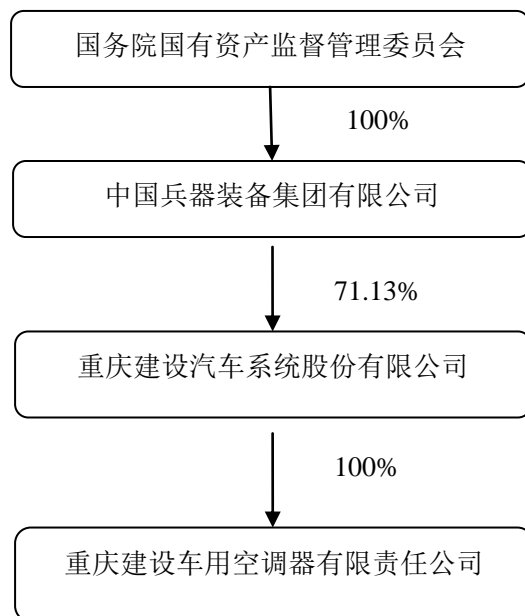 国务院国有资产监督管理委员会
100%
中国兵器装备集团有限公司
71.13%
重庆建设汽车系统股份有限公司
100%
重庆建设车用空调器有限责任公司